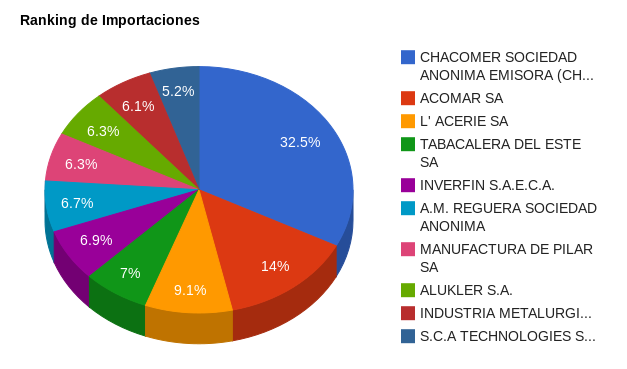 Ranking de Importaciones
32.5%
14%
9.1%
7%
6.9%
6.7%
6.3%
6.3%
6.1%
5.2%
CHACOMER SOCIEDAD
ANONIMA EMISORA (CH...
ACOMAR SA
L' ACERIE SA
TABACALERA DEL ESTE
SA
INVERFIN S.A.E.C.A.
A.M. REGUERA SOCIEDAD
ANONIMA
MANUFACTURA DE PILAR
SA
ALUKLER S.A.
INDUSTRIA METALURGI...
S.C.A TECHNOLOGIES S...